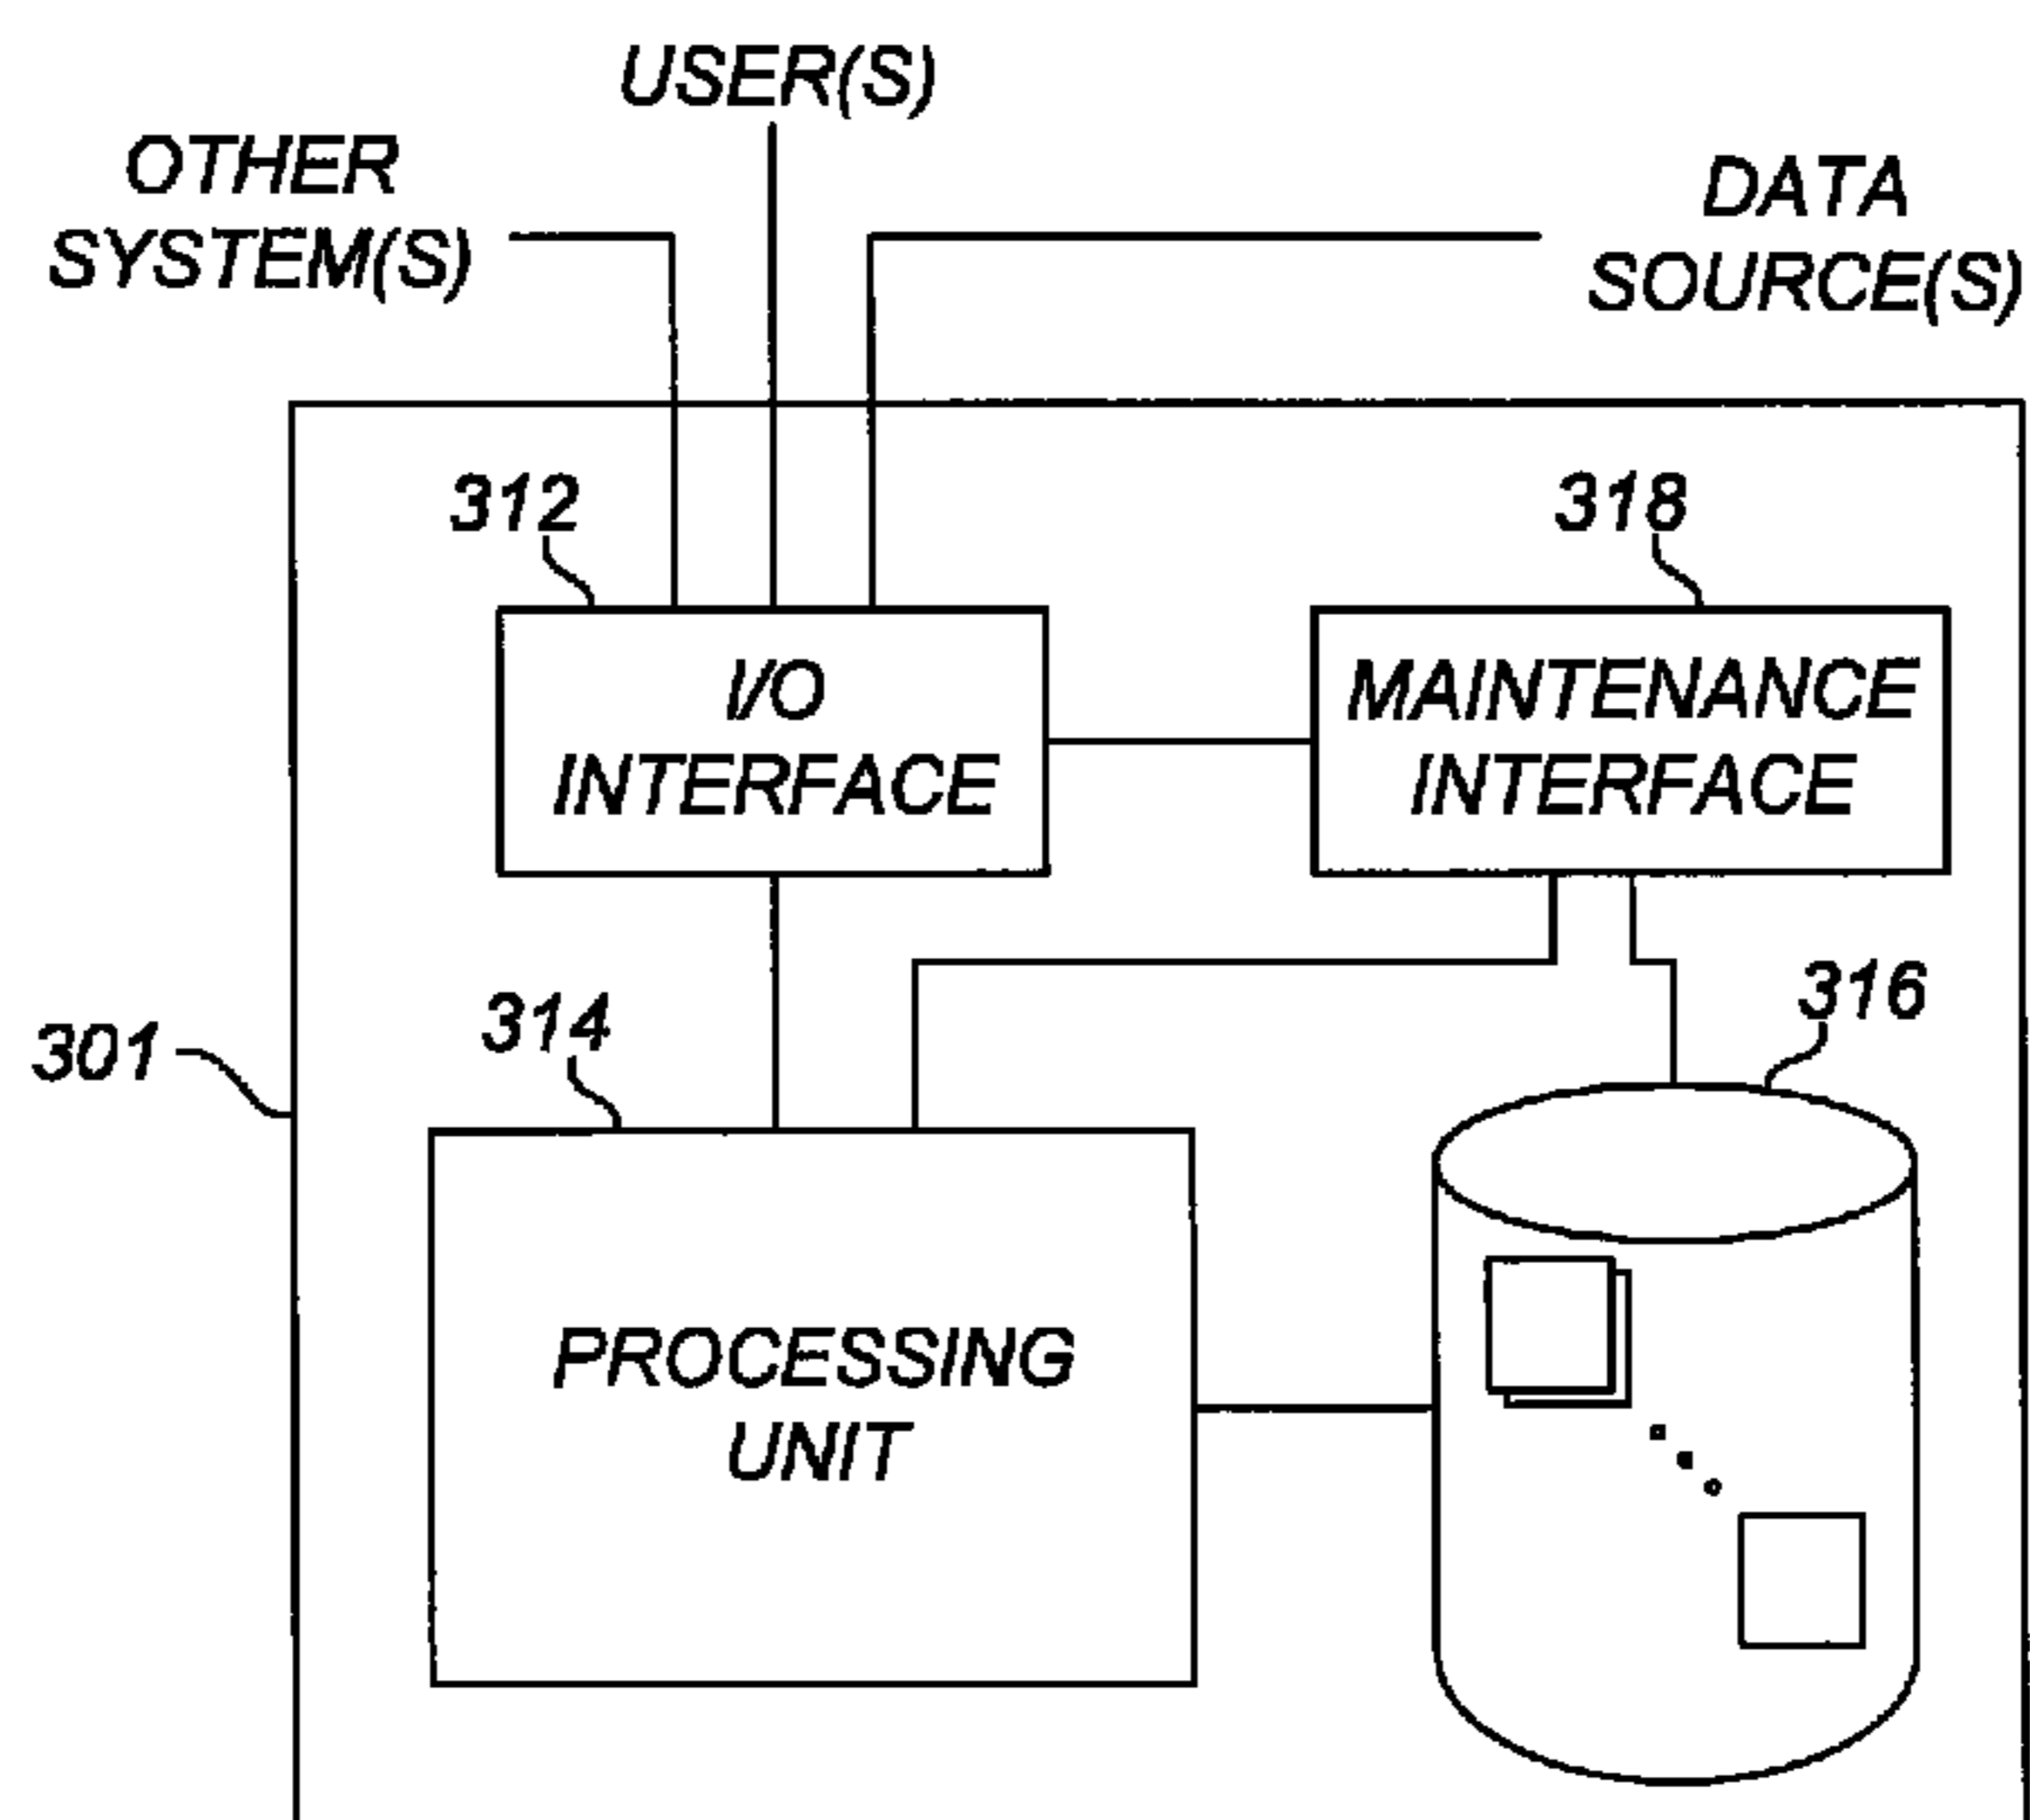 USER(S)
OTHER
SYSTEM(S)
DATA
SOURCE(S)
312
318
I/O
INTERFACE
MAINTENANCE
INTERFACE
314
316
301
PROCESSING
UNIT